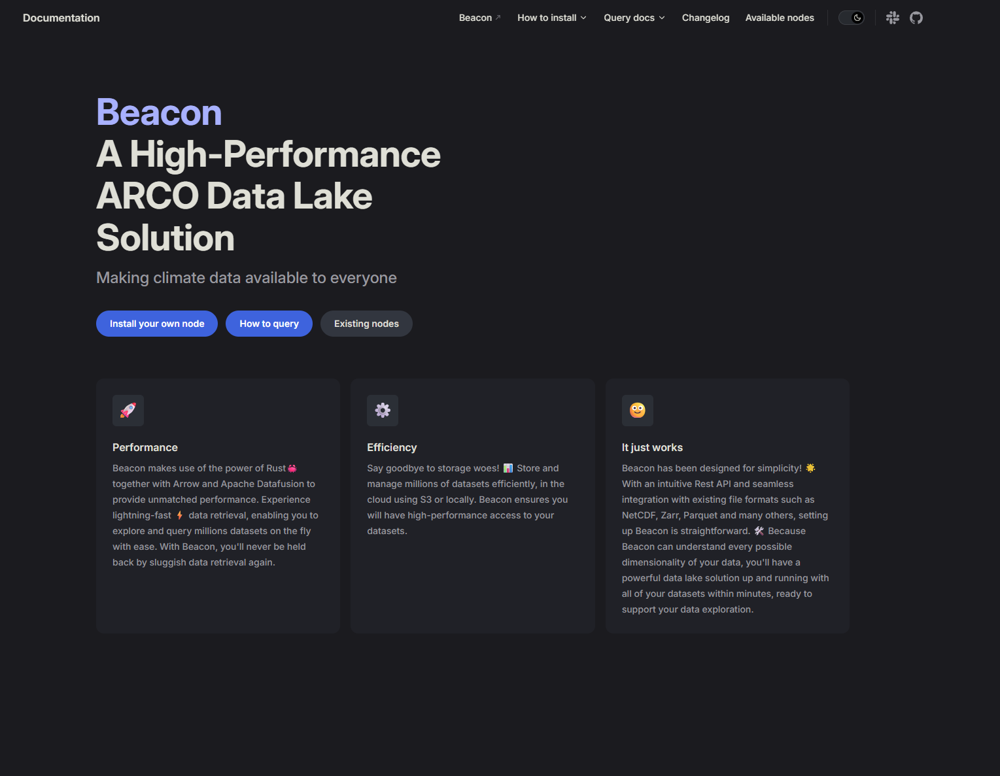 Documentation
Beacon
How to install
Query docs
Changelog
Available nodes
Beacon
A High-Performance
ARCO Data Lake
Solution
Making climate data available to everyone
Install your own node
How to query
Existing nodes
Performance
Beacon makes use of the power of Rust🦀
together with Arrow and Apache Datafusion to
provide unmatched performance. Experience
lightning-fast ⚡ data retrieval, enabling you to
explore and query millions datasets on the fly
with ease. With Beacon, you'll never be held
back by sluggish data retrieval again.
Efficiency
Say goodbye to storage woes! 📊 Store and
manage millions of datasets efficiently, in the
cloud using S3 or locally. Beacon ensures you
will have high-performance access to your
datasets.
It just works
Beacon has been designed for simplicity! 🌟
With an intuitive Rest API and seamless
integration with existing file formats such as
NetCDF, Zarr, Parquet and many others, setting
up Beacon is straightforward. 🛠️ Because
Beacon can understand every possible
dimensionality of your data, you'll have a
powerful data lake solution up and running with
all of your datasets within minutes, ready to
support your data exploration.